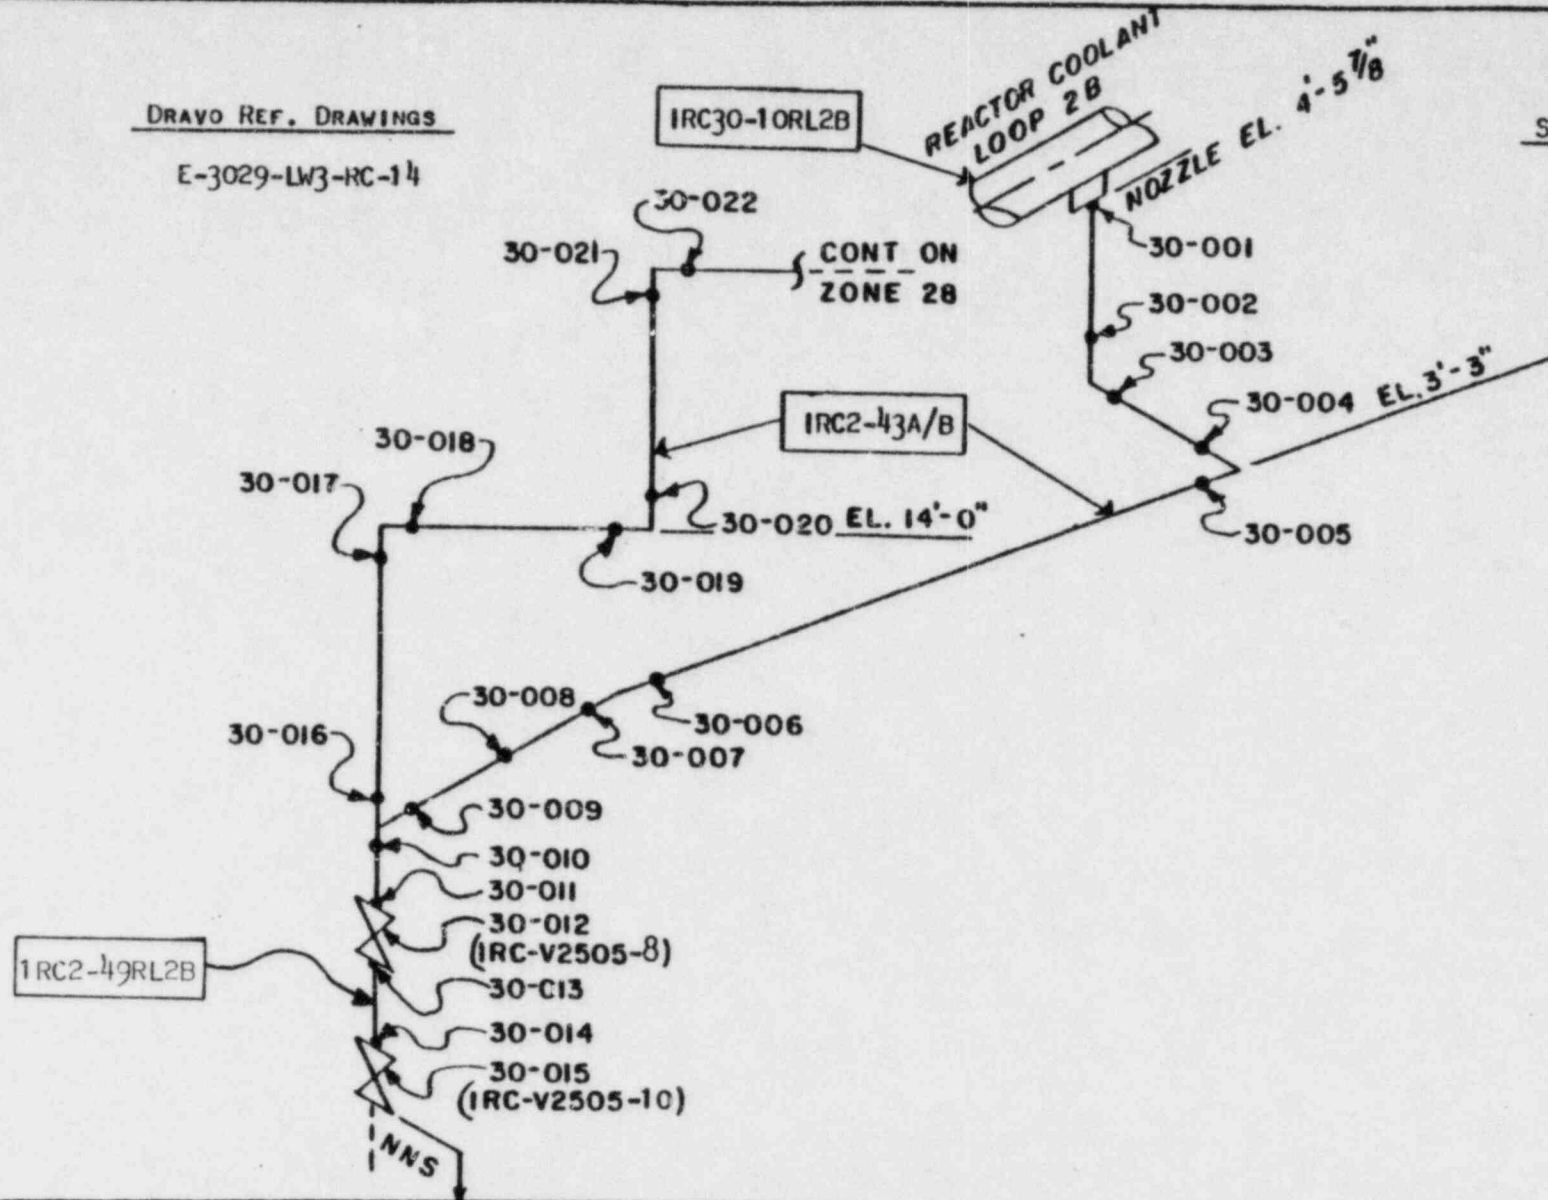 DRAVO REF. DRAWINGS
E-3029-LW3-RC-14
IRC30-10RL2B
REACTOR COOLANT
LOOP 2B
NOZZLE EL. 4'-5 7/8"
S
30-022
30-021
CONT ON
ZONE 28
30-001
30-002
30-003
30-004
EL. 3'-3"
IRC2-43A/B
30-018
30-017
30-020
EL. 14'-0"
30-005
30-019
30-008
30-006
30-007
30-016
30-009
30-010
30-011
30-012
(IRC-V2505-8)
1RC2-49RL2B
30-C13
30-014
30-015
(IRC-V2505-10)
NNS